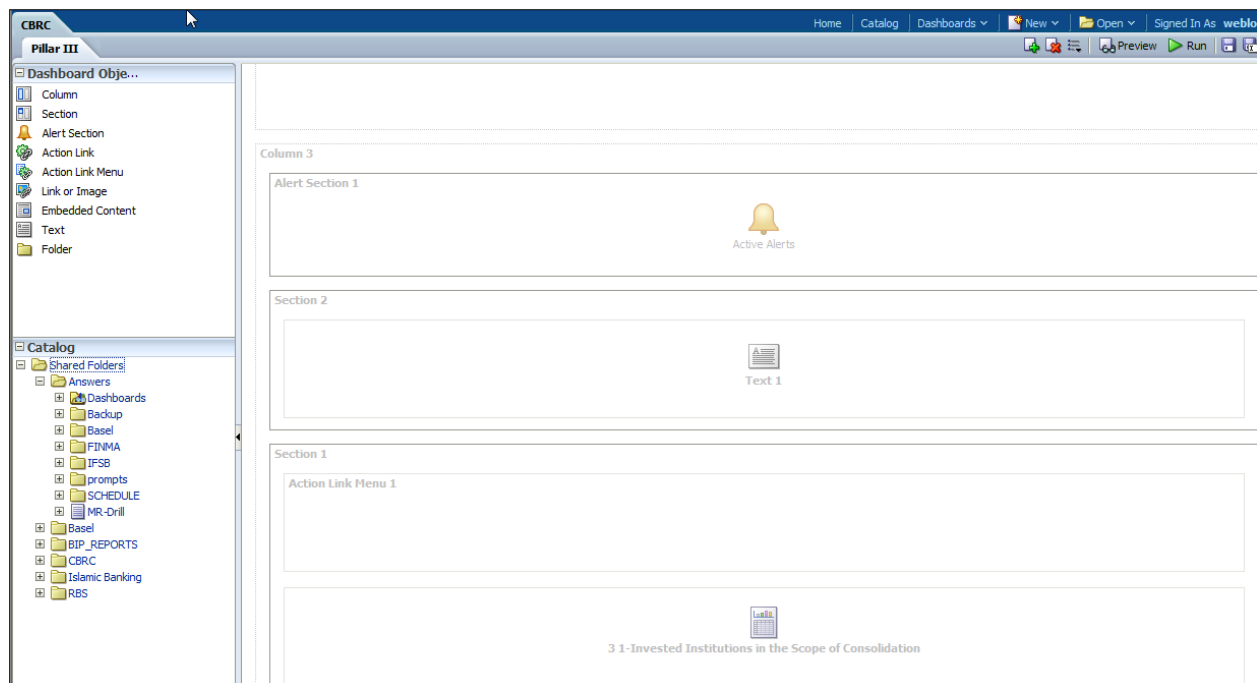 CBRC
Home Catalog Dashboards New Open Signed In As weblo
Pillar III
Preview Run
Dashboard Obje...
Column
Section
Alert Section
Action Link
Action Link Menu
Link or Image
Embedded Content
Text
Folder
Catalog
Shared Folders
Answers
Dashboards
Backup
Basel
FINMA
IFSB
prompts
SCHEDULE
MR-Drill
Basel
BIP_REPORTS
CBRC
Islamic Banking
RBS
Column 3
Alert Section 1
Active Alerts
Section 2
Text 1
Section 1
Action Link Menu 1
3 1-Invested Institutions in the Scope of Consolidation